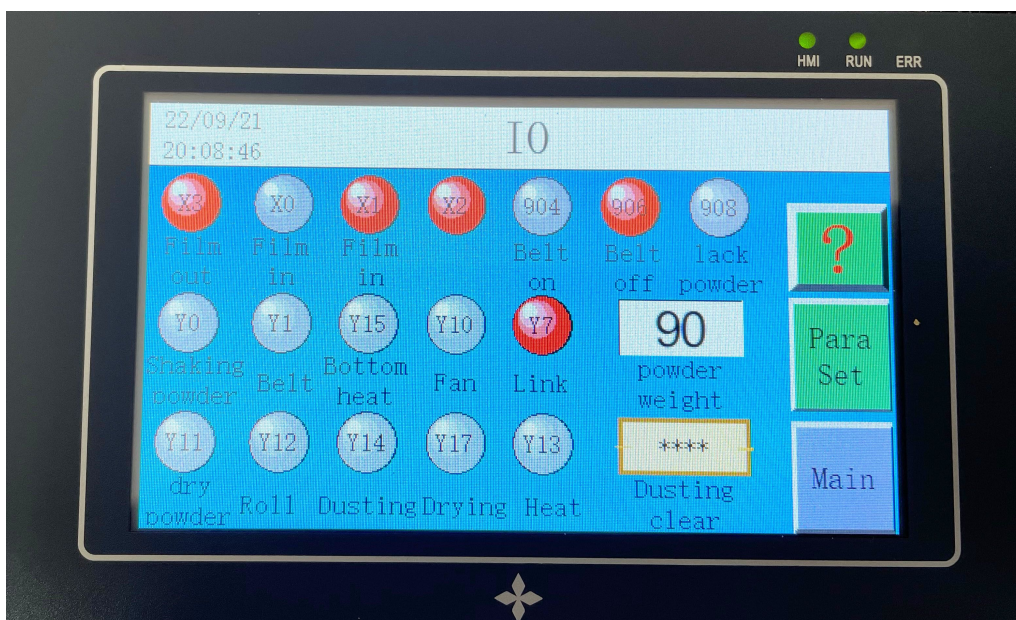 HMI RUN ERR
22/09/21
20:08:46
IO
X3 X0 X1 X2 904 906 908
Film Film Film Belt Belt lack
out in in on off powder
?
Y0 Y1 Y15 Y10 Y7 90
Shaking Belt Bottom Fan Link powder
powder heat weight
Para
Set
Y11 Y12 Y14 Y17 Y13 ****
dry Roll Dusting Drying Heat Dusting
powder clear
Main